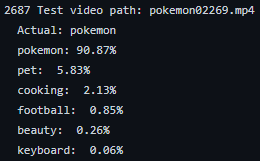 2687 Test video path: pokemon02269.mp4
Actual: pokemon
pokemon: 90.87%
pet: 5.83%
cooking: 2.13%
football: 0.85%
beauty: 0.26%
keyboard: 0.06%